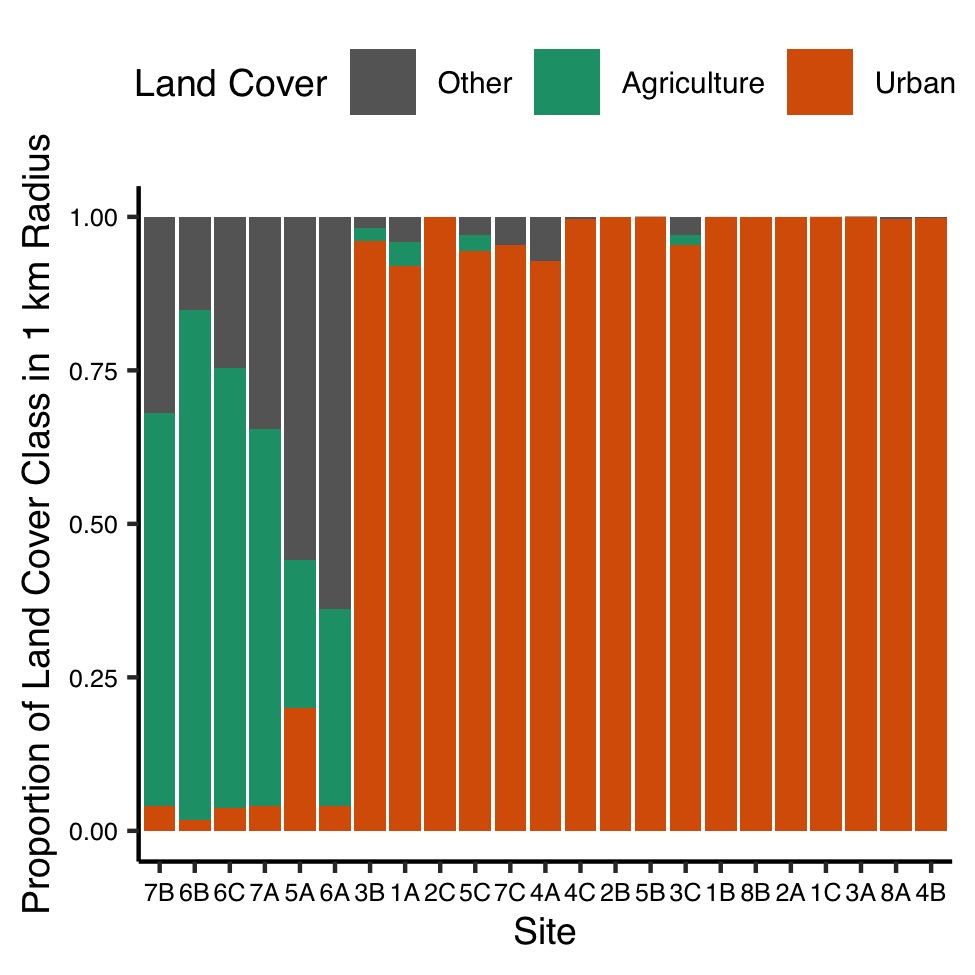 Land Cover Other Agriculture Urban
Proportion of Land Cover Class in 1 km Radius
1.00
0.75
0.50
0.25
0.00
7B 6B 6C 7A 5A 6A 3B 1A 2C 5C 7C 4A 4C 2B 5B 3C 1B 8B 2A 1C 3A 8A 4B
Site